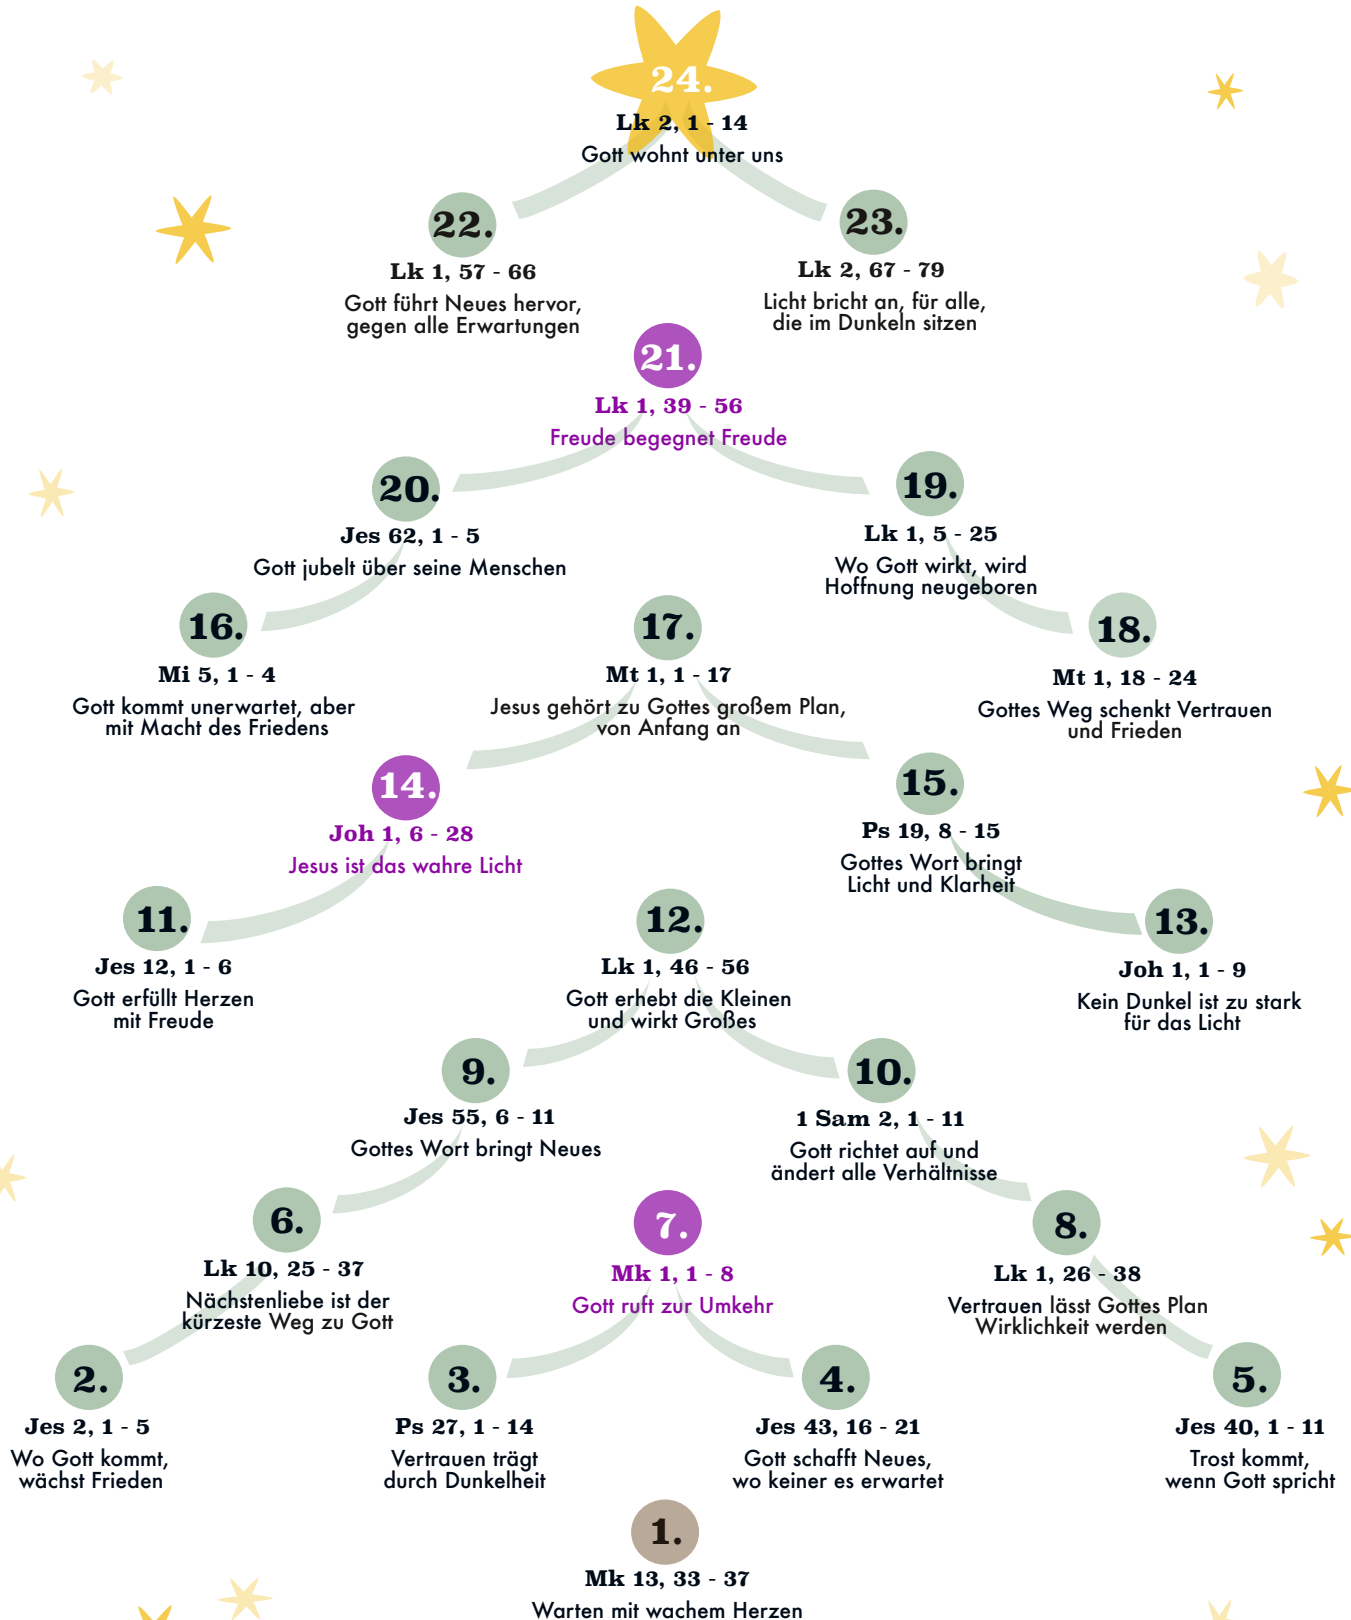 24.
Lk 2, 1 - 14
Gott wohnt unter uns
22.
Lk 1, 57 - 66
Gott führt Neues hervor,
gegen alle Erwartungen
23.
Lk 2, 67 - 79
Licht bricht an, für alle,
die im Dunkeln sitzen
21.
Lk 1, 39 - 56
Freude begegnet Freude
20.
Jes 62, 1 - 5
Gott jubelt über seine Menschen
19.
Lk 1, 5 - 25
Wo Gott wirkt, wird
Hoffnung neugeboren
16.
Mi 5, 1 - 4
Gott kommt unerwartet, aber
mit Macht des Friedens
17.
Mt 1, 1 - 17
Jesus gehört zu Gottes großem Plan,
von Anfang an
18.
Mt 1, 18 - 24
Gottes Weg schenkt Vertrauen
und Frieden
14.
Joh 1, 6 - 28
Jesus ist das wahre Licht
15.
Ps 19, 8 - 15
Gottes Wort bringt
Licht und Klarheit
11.
Jes 12, 1 - 6
Gott erfüllt Herzen
mit Freude
12.
Lk 1, 46 - 56
Gott erhebt die Kleinen
und wirkt Großes
13.
Joh 1, 1 - 9
Kein Dunkel ist zu stark
für das Licht
9.
Jes 55, 6 - 11
Gottes Wort bringt Neues
10.
1 Sam 2, 1 - 11
Gott richtet auf und
ändert alle Verhältnisse
6.
Lk 10, 25 - 37
Nächstenliebe ist der
kürzeste Weg zu Gott
7.
Mk 1, 1 - 8
Gott ruft zur Umkehr
8.
Lk 1, 26 - 38
Vertrauen lässt Gottes Plan
Wirklichkeit werden
2.
Jes 2, 1 - 5
Wo Gott kommt,
wächst Frieden
3.
Ps 27, 1 - 14
Vertrauen trägt
durch Dunkelheit
4.
Jes 43, 16 - 21
Gott schafft Neues,
wo keiner es erwartet
5.
Jes 40, 1 - 11
Trost kommt,
wenn Gott spricht
1.
Mk 13, 33 - 37
Warten mit wachem Herzen